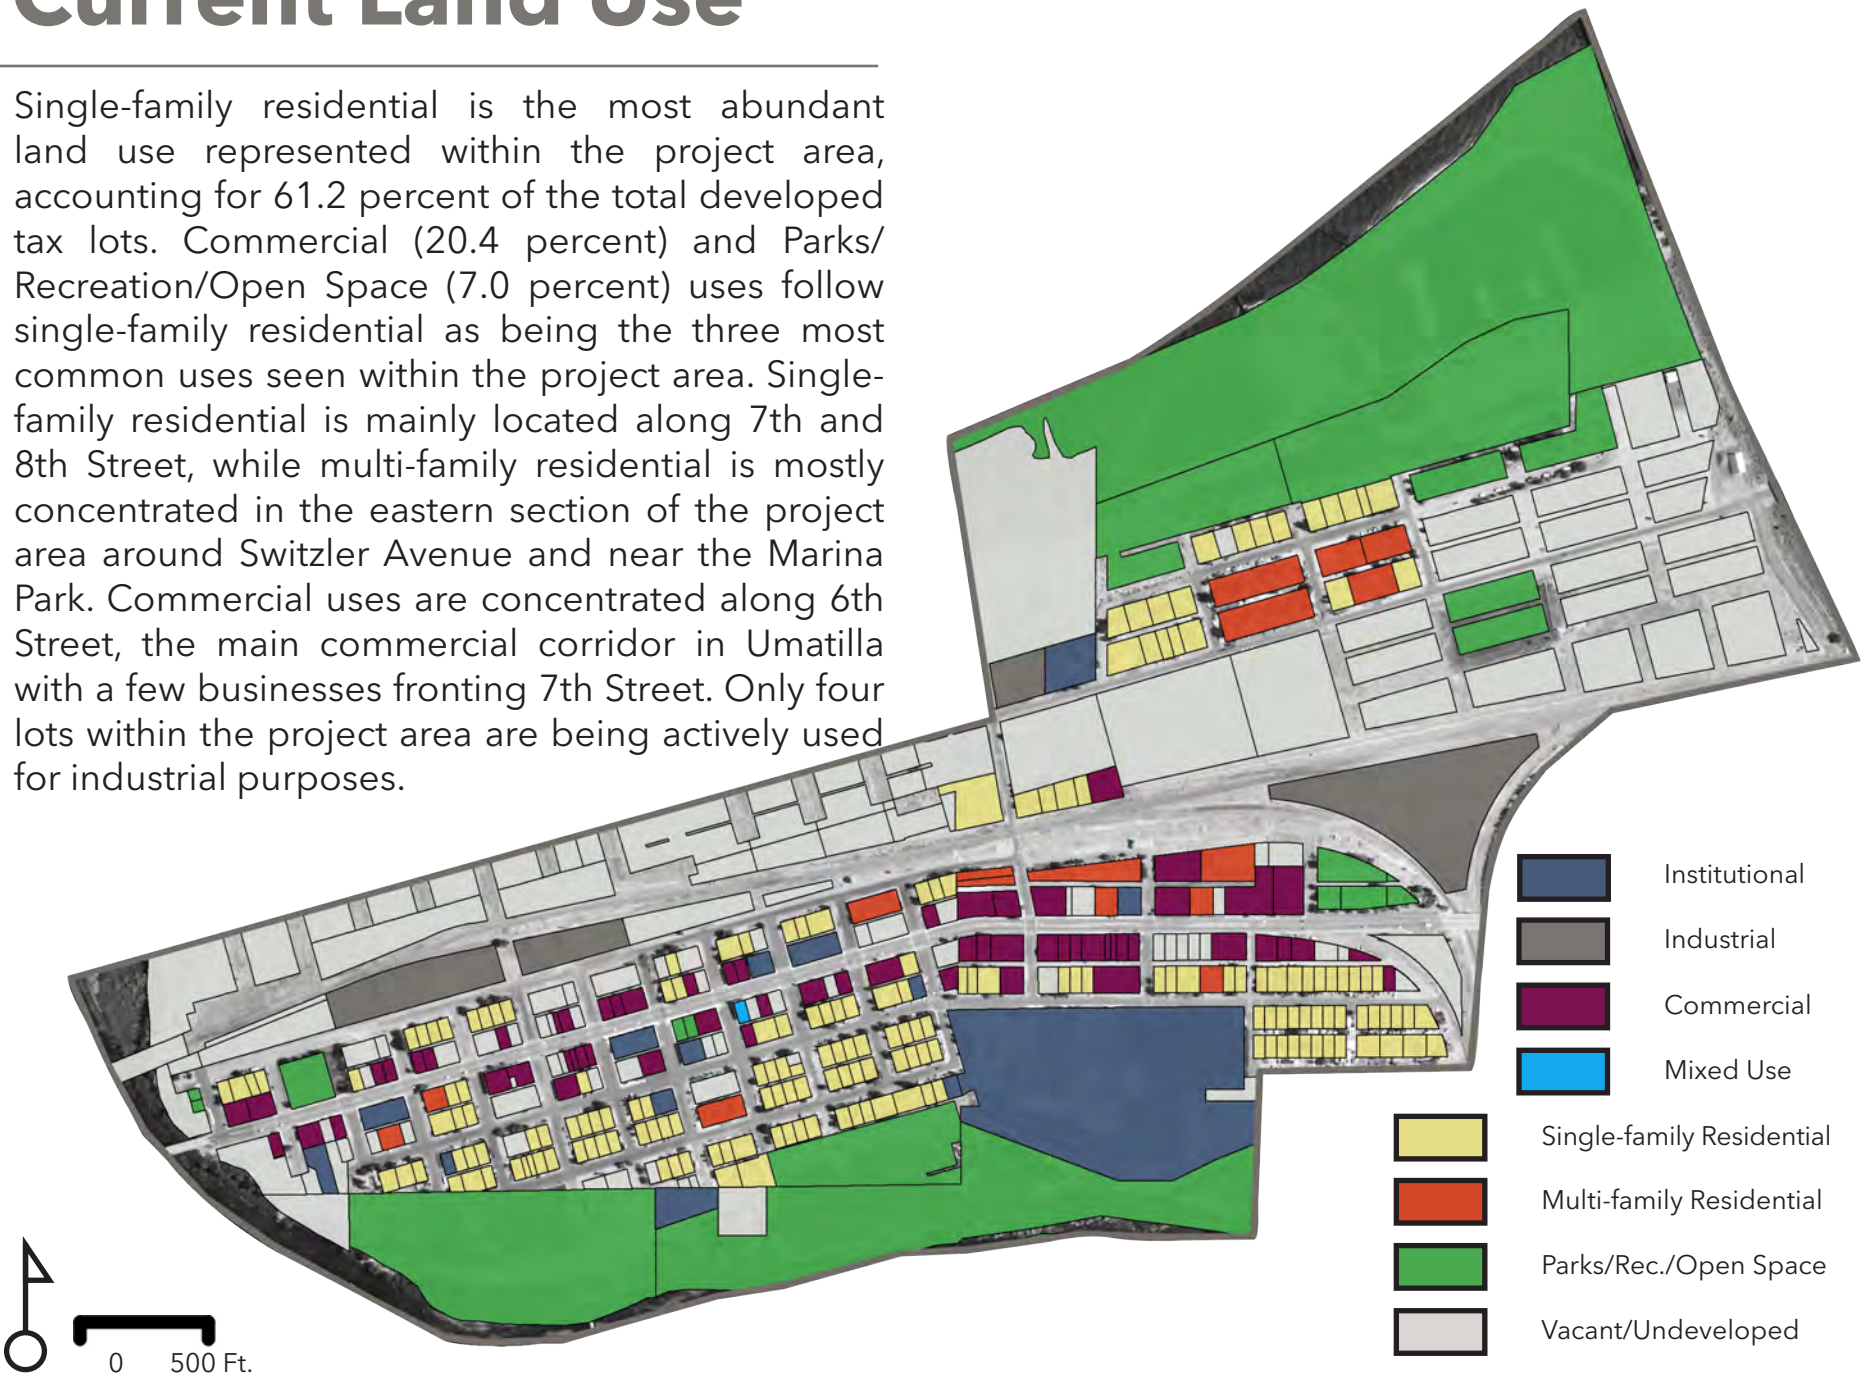 Current Land Use
Single-family residential is the most abundant
land use represented within the project area,
accounting for 61.2 percent of the total developed
tax lots. Commercial (20.4 percent) and Parks/
Recreation/Open Space (7.0 percent) uses follow
single-family residential as being the three most
common uses seen within the project area. Single-
family residential is mainly located along 7th and
8th Street, while multi-family residential is mostly
concentrated in the eastern section of the project
area around Switzler Avenue and near the Marina
Park. Commercial uses are concentrated along 6th
Street, the main commercial corridor in Umatilla
with a few businesses fronting 7th Street. Only four
lots within the project area are being actively used
for industrial purposes.
Institutional
Industrial
Commercial
Mixed Use
Single-family Residential
Multi-family Residential
Parks/Rec./Open Space
Vacant/Undeveloped
0 500 Ft.